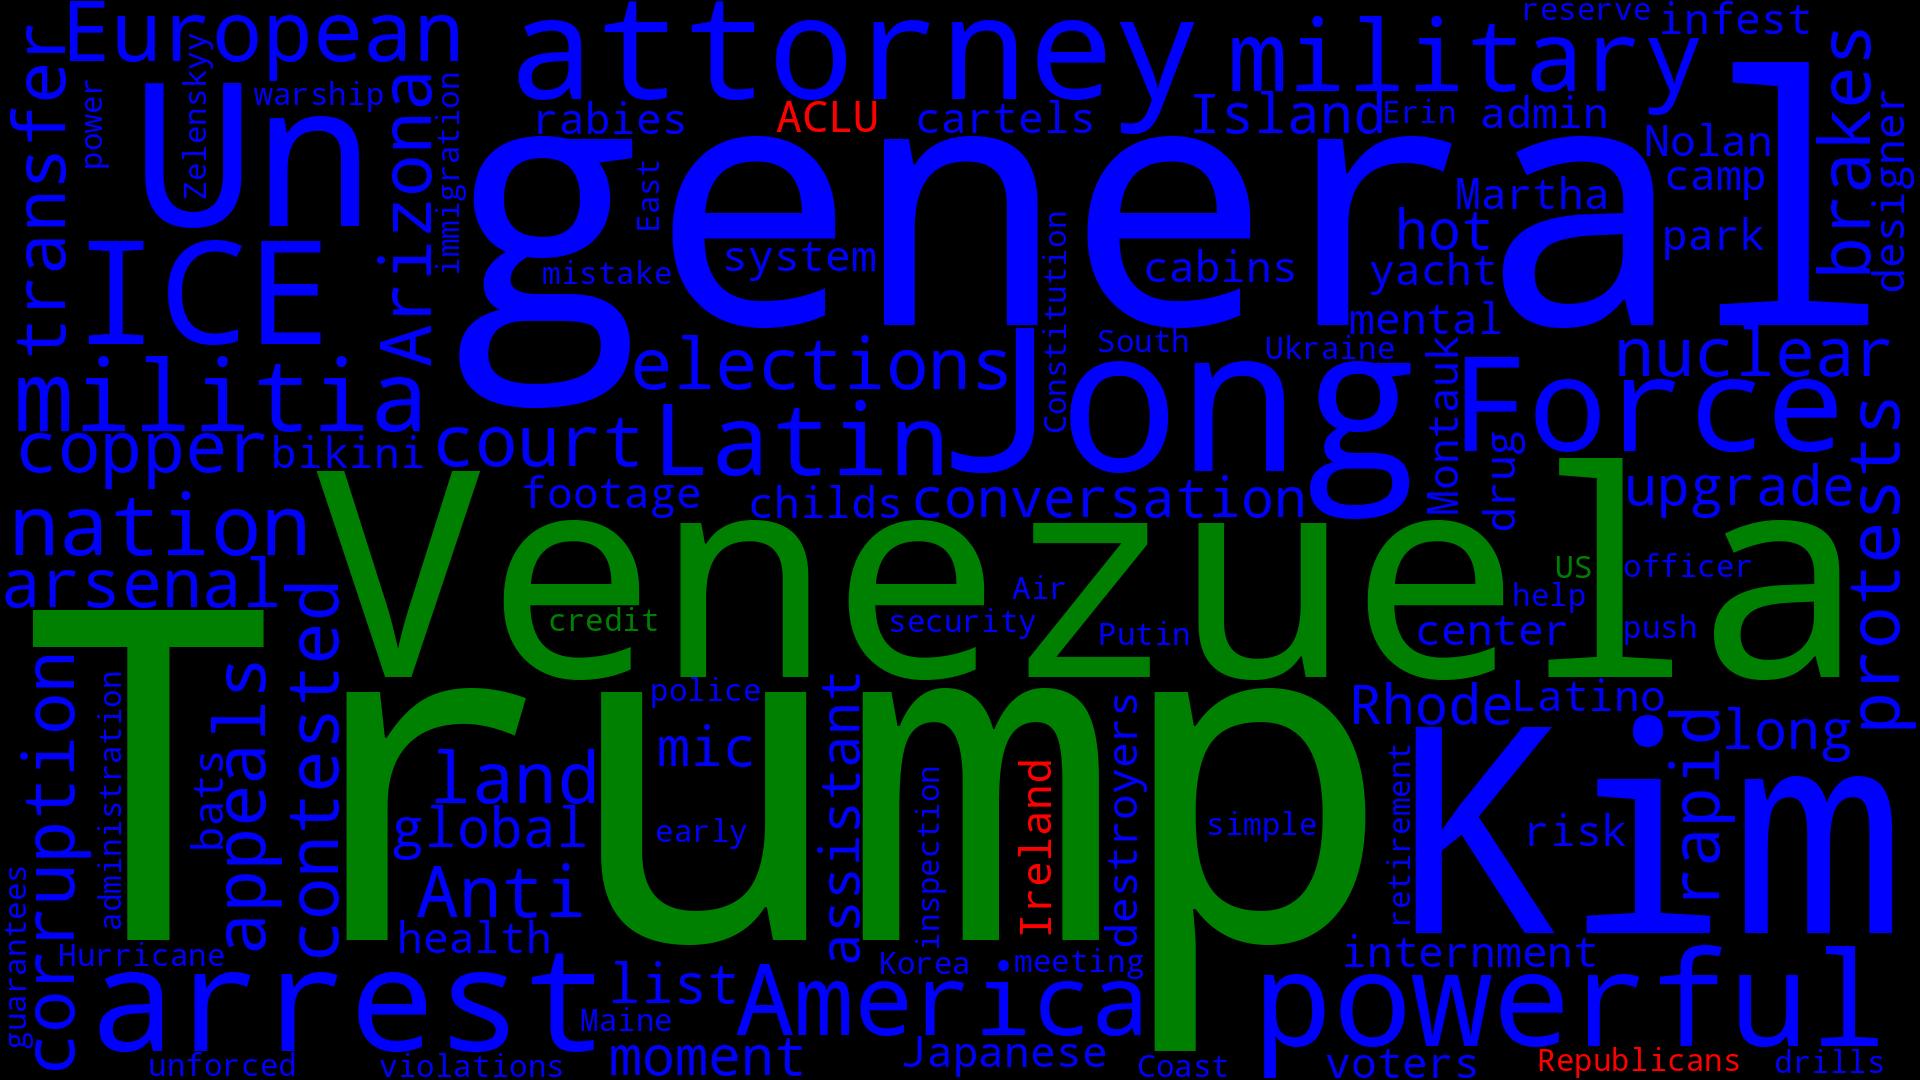 European
attorney
military
reserve
infest
transfer
power
Zelenskyy
warship
Arizona
immigration
rabies
ACLU
cartels
Island
Erin
admin
Nolan
brakes
designer
Un
general
East
Martha
camp
ICE
mistake
system
Constitution
cabins
hot
yacht
park
mental
militia
elections
South
Ukraine
nuclear
copper
bikini
court
Latin
Jong
Montauk
Force
protests
nation
footage
childs
conversation
drug
upgrade
arsenal
Venezuela
credit
security
Air
Putin
US
officer
help
center
push
contested
Trump
corruption
administration
bats
appeals
police
mic
assistant
destroyers
Rhode
Latino
rapid
long
land
global
early
inspection
Ireland
simple
retirement
Kim
risk
Anti
health
guarantees
Hurricane
arrest
list
Korea
meeting
internment
Maine
America
powerful
unforced
violations
moment
Japanese
Coast
voters
Republicans
drills